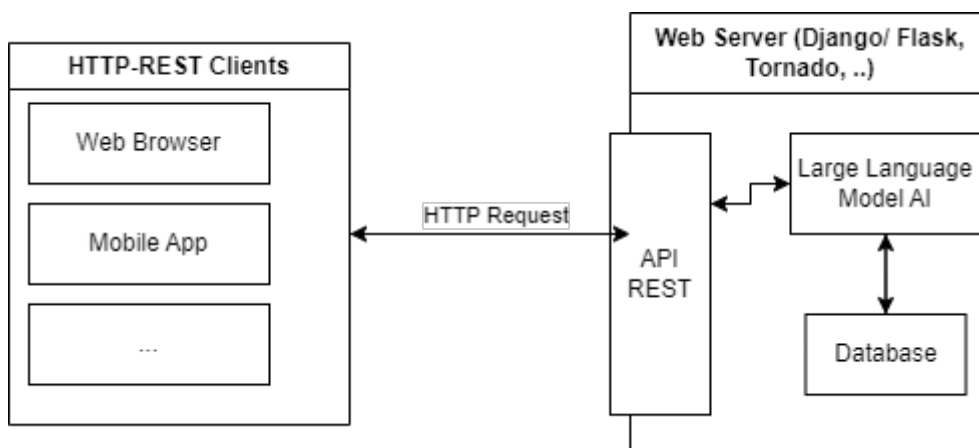 HTTP-REST Clients
Web Browser
Mobile App
...
HTTP Request
Web Server (Django/ Flask,
Tornado, ..)
API
REST
Large Language
Model AI
Database